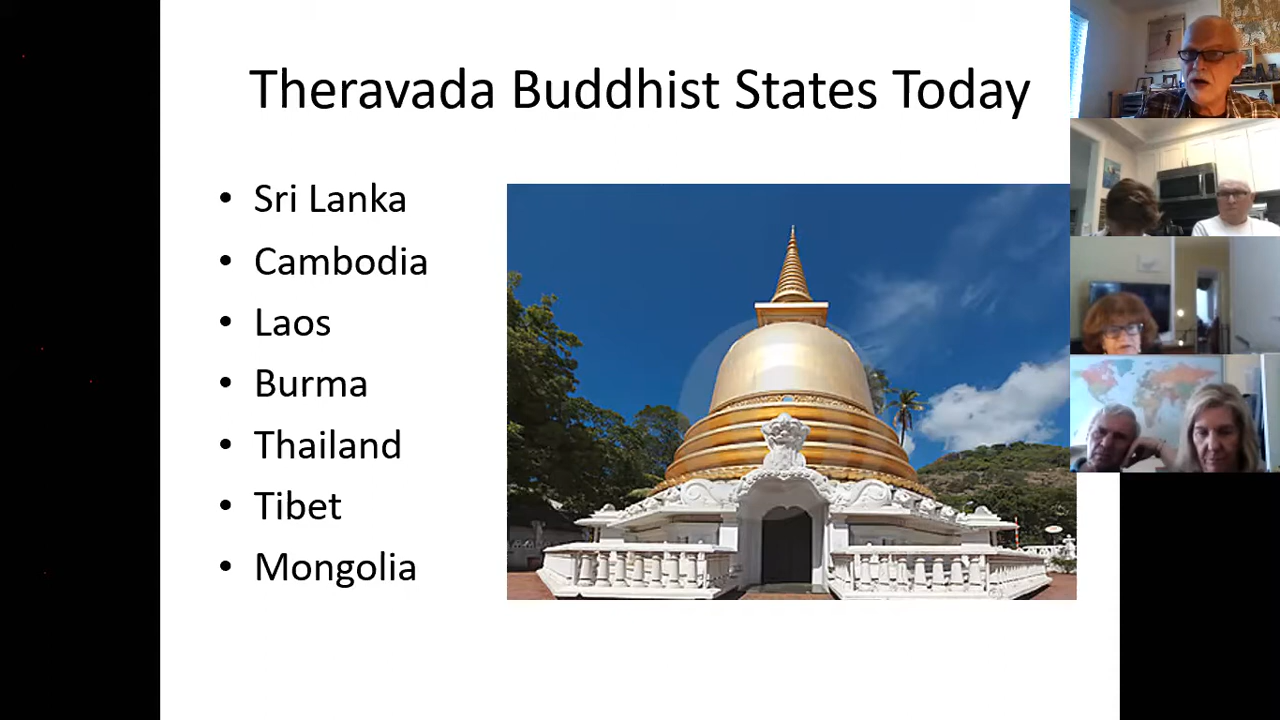 Theravada Buddhist States Today
• Sri Lanka
• Cambodia
• Laos
• Burma
• Thailand
• Tibet
• Mongolia